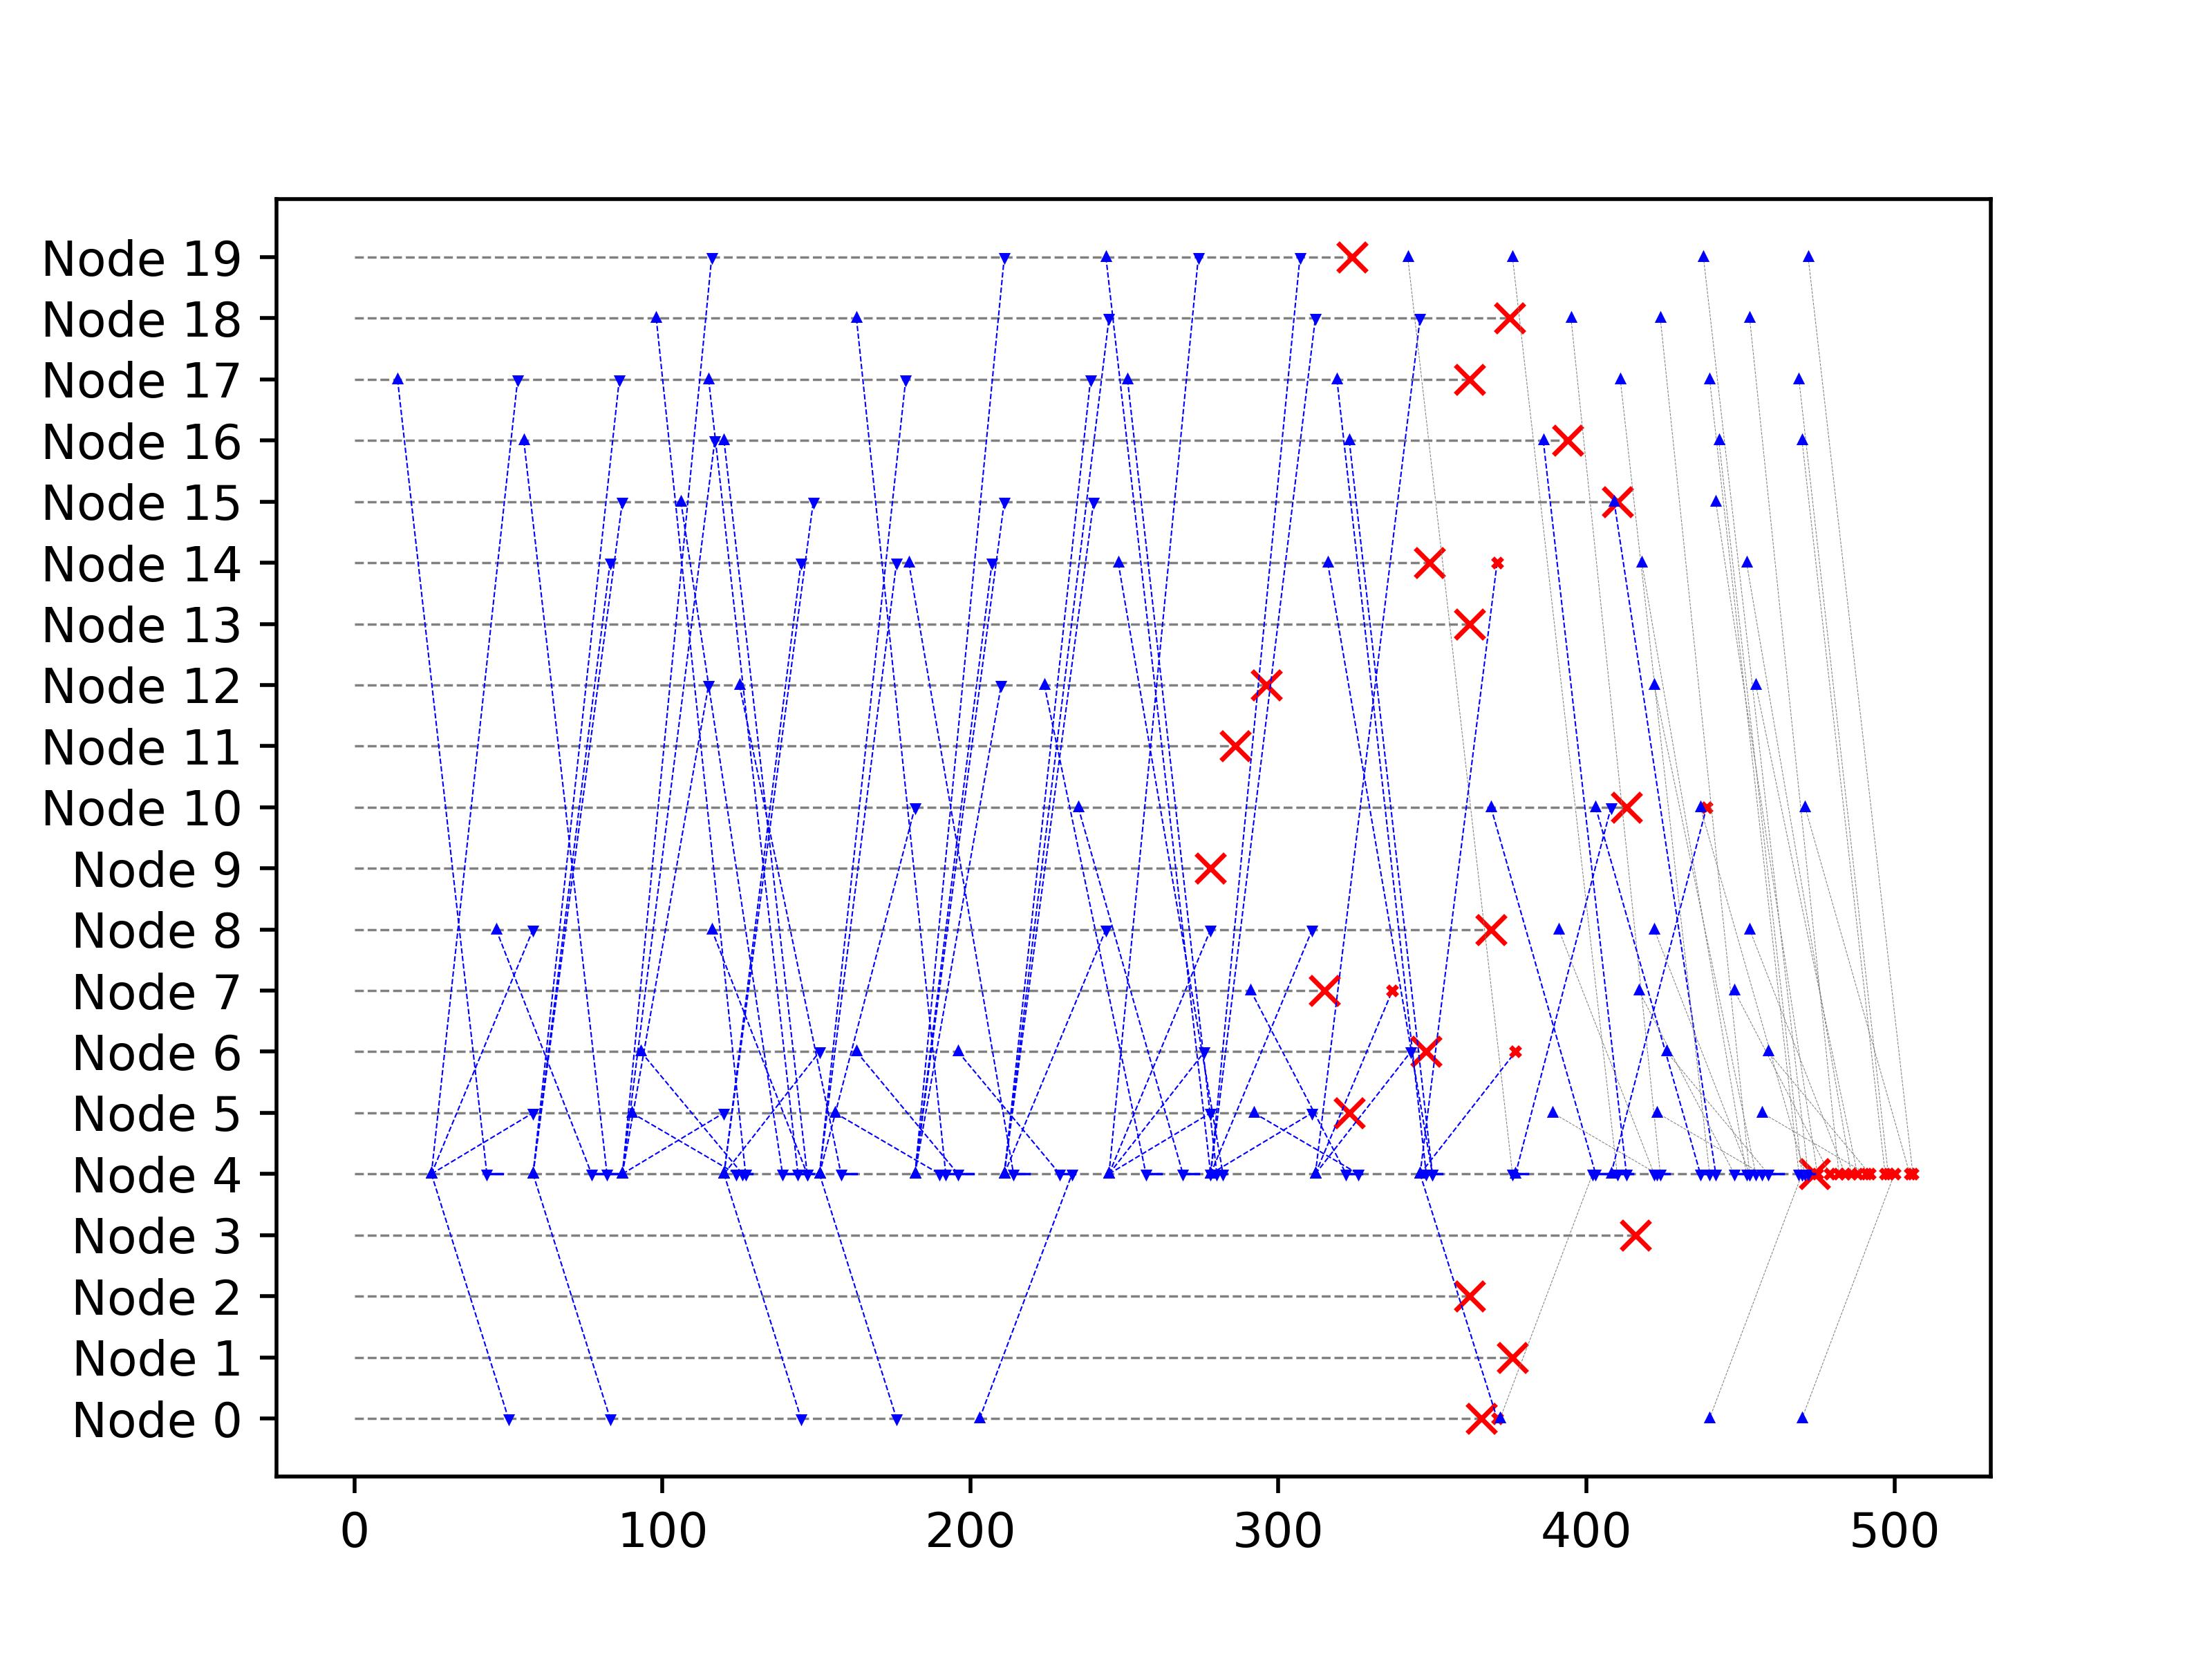 Node 19
Node 18
Node 17
Node 16
Node 15
Node 14
Node 13
Node 12
Node 11
Node 10
Node 9
Node 8
Node 7
Node 6
Node 5
Node 4
Node 3
Node 2
Node 1
Node 0
0 100 200 300 400 500